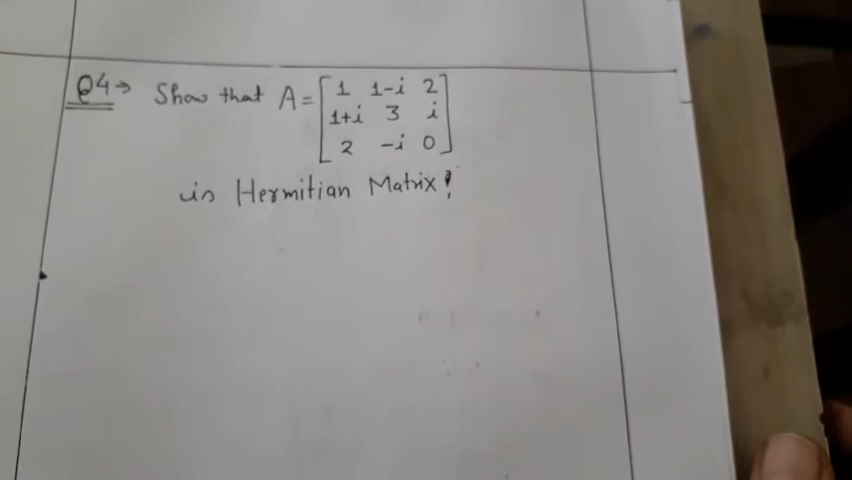 Q4→ Show that A = [1 1-i 2
1+i 3 i
2 -i 0]
is Hermitian Matrix!